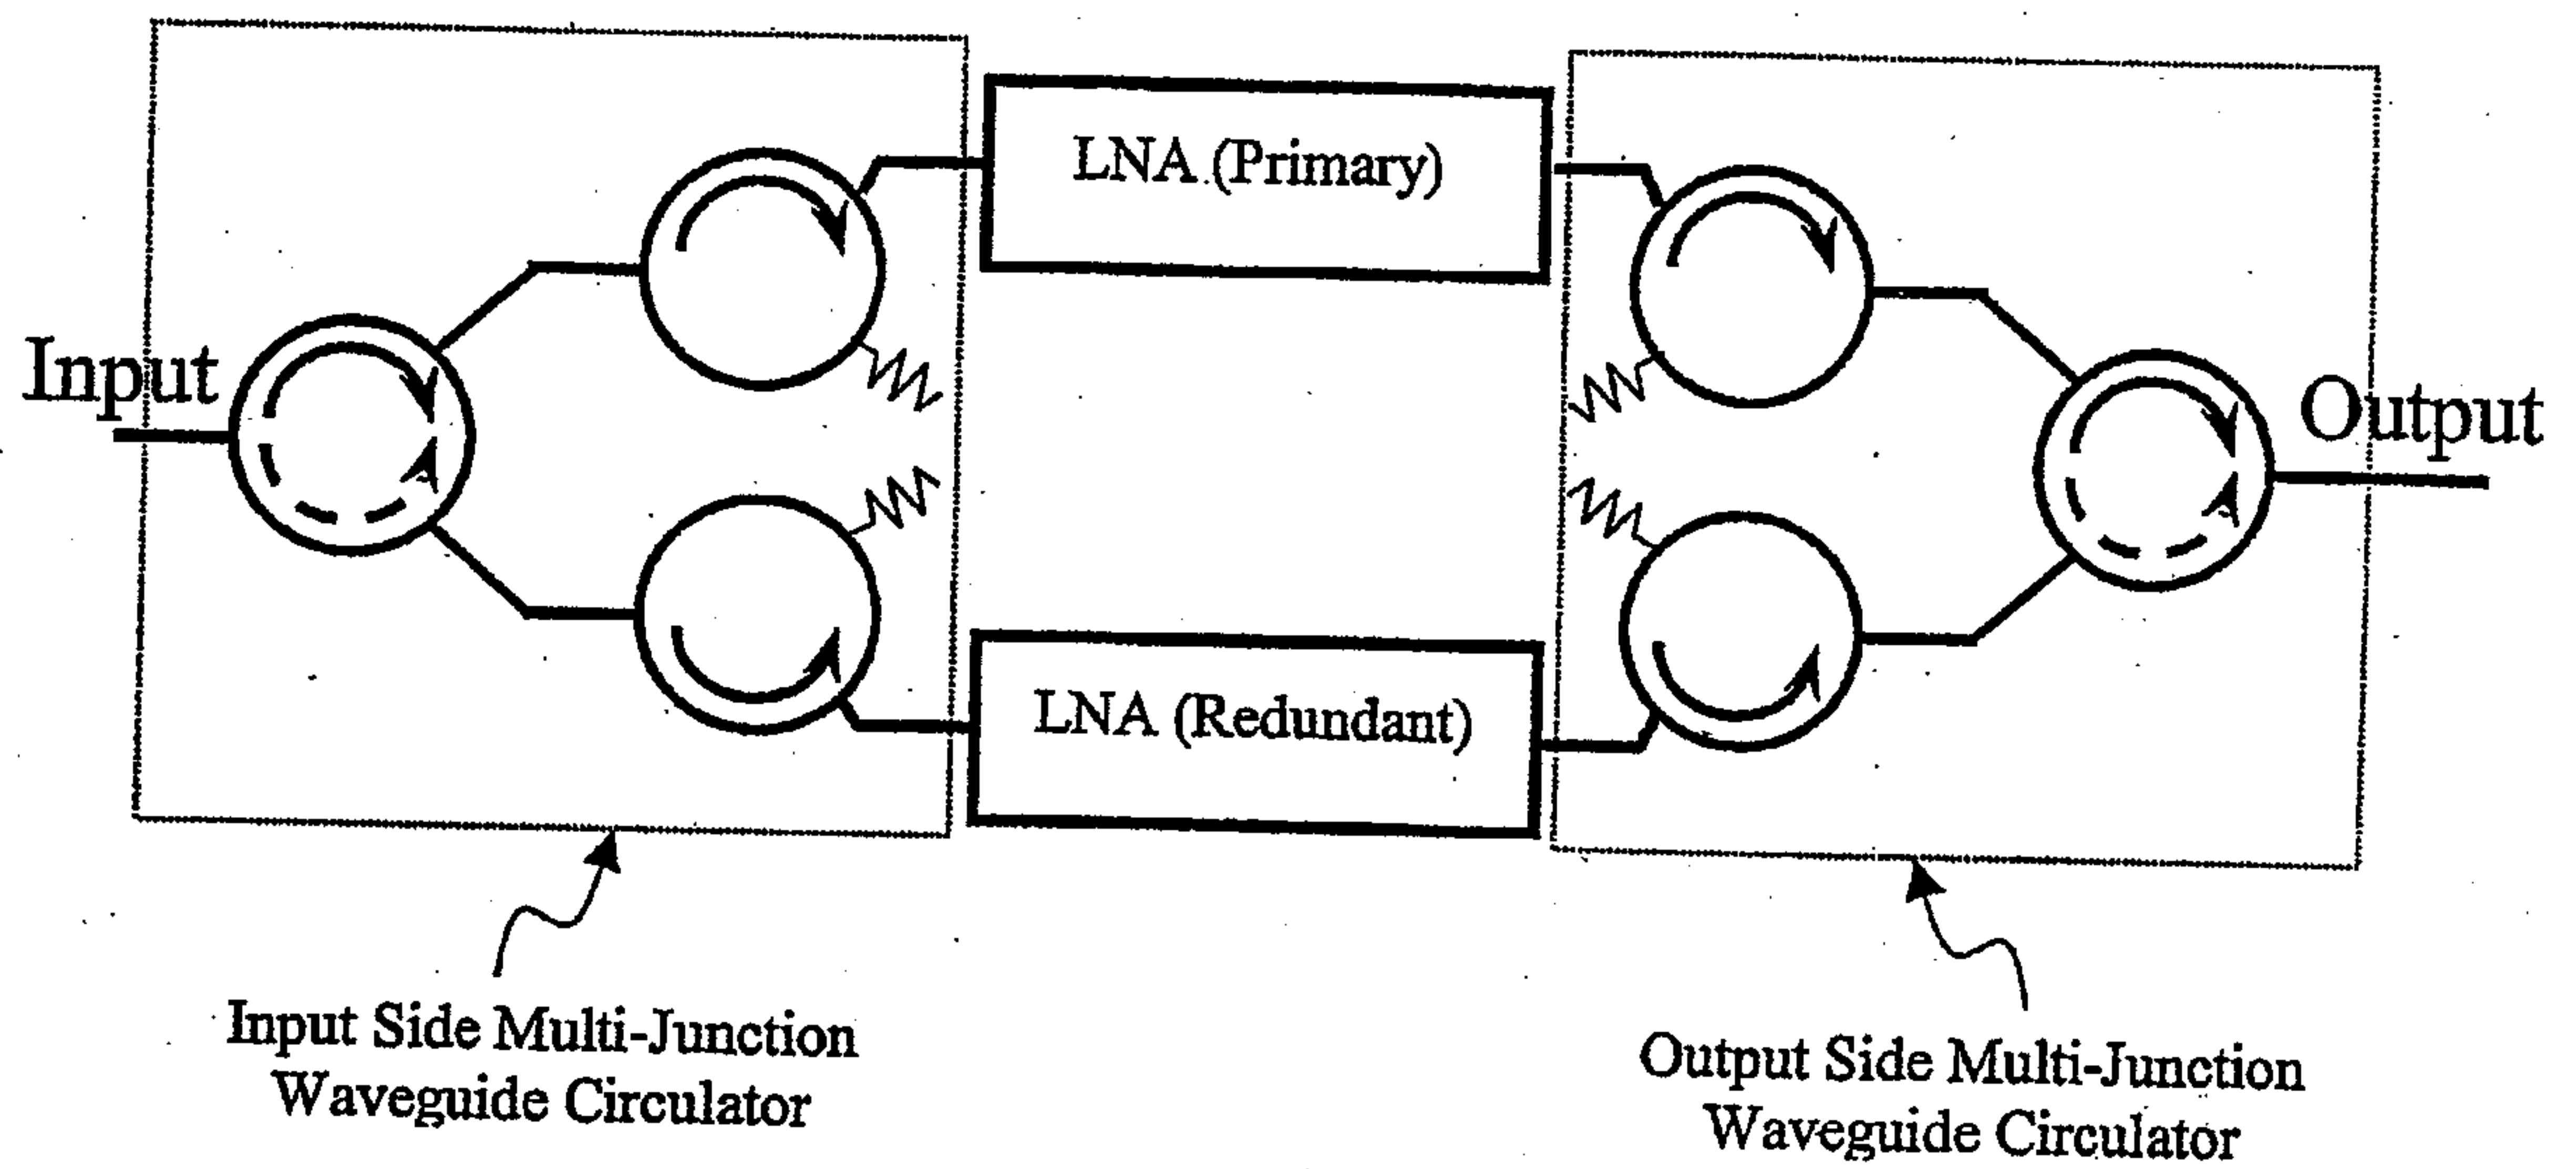 LNA (Primary)
Input
Output
LNA (Redundant)
Input Side Multi-Junction
Waveguide Circulator
Output Side Multi-Junction
Waveguide Circulator